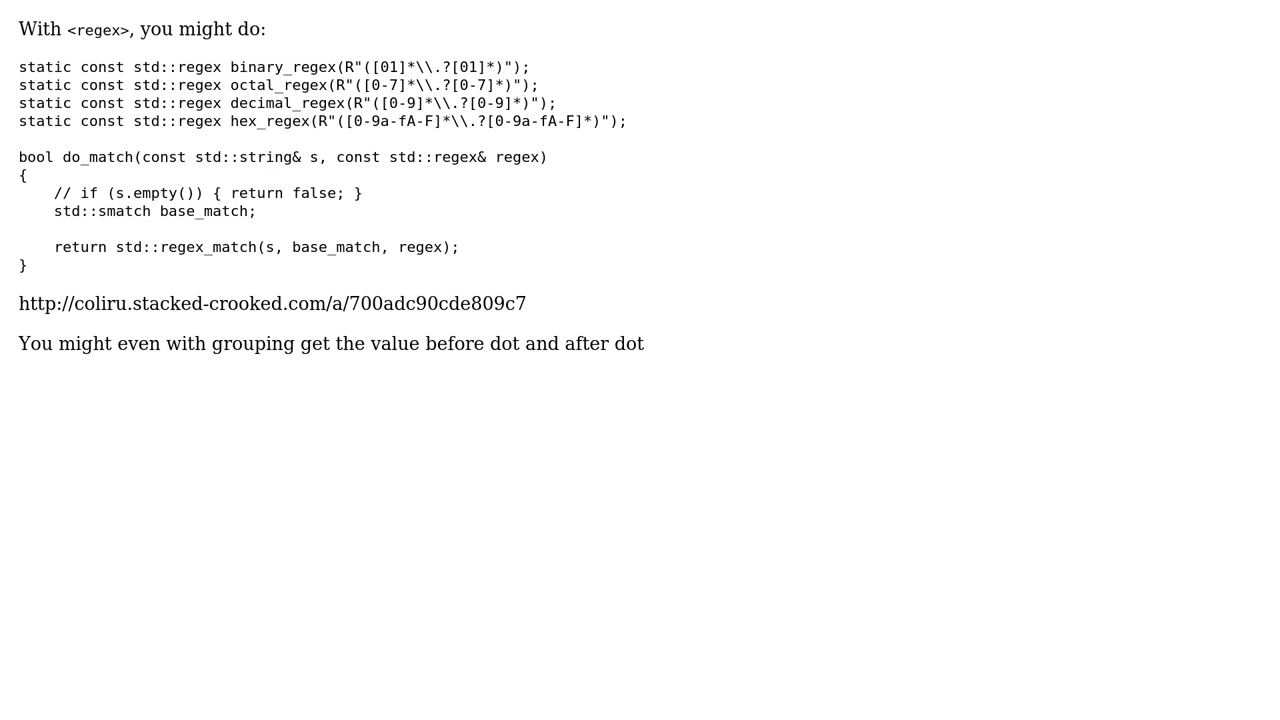 With <regex>, you might do:
static const std::regex binary_regex(R"([01]*\\.?[01]*)");
static const std::regex octal_regex(R"([0-7]*\\.?[0-7]*)");
static const std::regex decimal_regex(R"([0-9]*\\.?[0-9]*)");
static const std::regex hex_regex(R"([0-9a-fA-F]*\\.?[0-9a-fA-F]*)");
bool do_match(const std::string& s, const std::regex& regex)
{
    // if (s.empty()) { return false; }
    std::smatch base_match;
    return std::regex_match(s, base_match, regex);
}
http://coliru.stacked-crooked.com/a/700adc90cde809c7
You might even with grouping get the value before dot and after dot